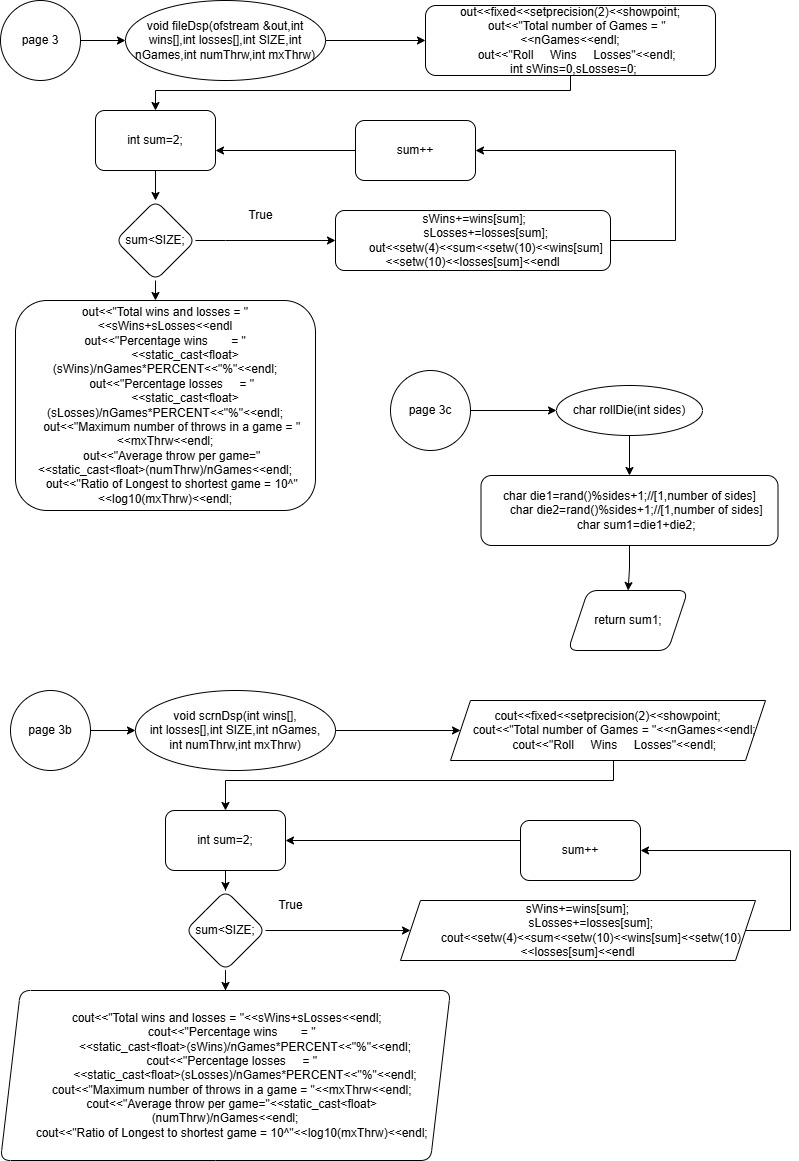 page 3
void fileDsp(ofstream &out,int
wins[],int losses[],int SIZE,int
nGames,int numThrw,int mxThrw)
out<<fixed<<setprecision(2)<<showpoint;
out<<"Total number of Games = "
<<nGames<<endl;
out<<"Roll     Wins     Losses"<<endl;
int sWins=0,sLosses=0;
int sum=2;
sum++
sum<SIZE;
True
sWins+=wins[sum];
sLosses+=losses[sum];
out<<setw(4)<<sum<<setw(10)<<wins[sum]
<<setw(10)<<losses[sum]<<endl
out<<"Total wins and losses = "
<<sWins+sLosses<<endl
out<<"Percentage wins       = "
<<static_cast<float>
(sWins)/nGames*PERCENT<<"%"<<endl;
out<<"Percentage losses     = "
<<static_cast<float>
(sLosses)/nGames*PERCENT<<"%"<<endl;
out<<"Maximum number of throws in a game = "
<<mxThrw<<endl;
out<<"Average throw per game="
<<static_cast<float>(numThrw)/nGames<<endl;
out<<"Ratio of Longest to shortest game = 10^"
<<log10(mxThrw)<<endl;
page 3c
char rollDie(int sides)
char die1=rand()%sides+1;//[1,number of sides]
char die2=rand()%sides+1;//[1,number of sides]
char sum1=die1+die2;
return sum1;
page 3b
void scrnDsp(int wins[],
int losses[],int SIZE,int nGames,
int numThrw,int mxThrw)
cout<<fixed<<setprecision(2)<<showpoint;
cout<<"Total number of Games = "<<nGames<<endl;
cout<<"Roll     Wins     Losses"<<endl;
int sum=2;
sum++
sum<SIZE;
True
sWins+=wins[sum];
sLosses+=losses[sum];
cout<<setw(4)<<sum<<setw(10)<<wins[sum]<<setw(10)
<<losses[sum]<<endl
cout<<"Total wins and losses = "<<sWins+sLosses<<endl;
cout<<"Percentage wins       = "
<<static_cast<float>(sWins)/nGames*PERCENT<<"%"<<endl;
cout<<"Percentage losses     = "
<<static_cast<float>(sLosses)/nGames*PERCENT<<"%"<<endl;
cout<<"Maximum number of throws in a game = "<<mxThrw<<endl;
cout<<"Average throw per game="<<static_cast<float>
(numThrw)/nGames<<endl;
cout<<"Ratio of Longest to shortest game = 10^"<<log10(mxThrw)<<endl;